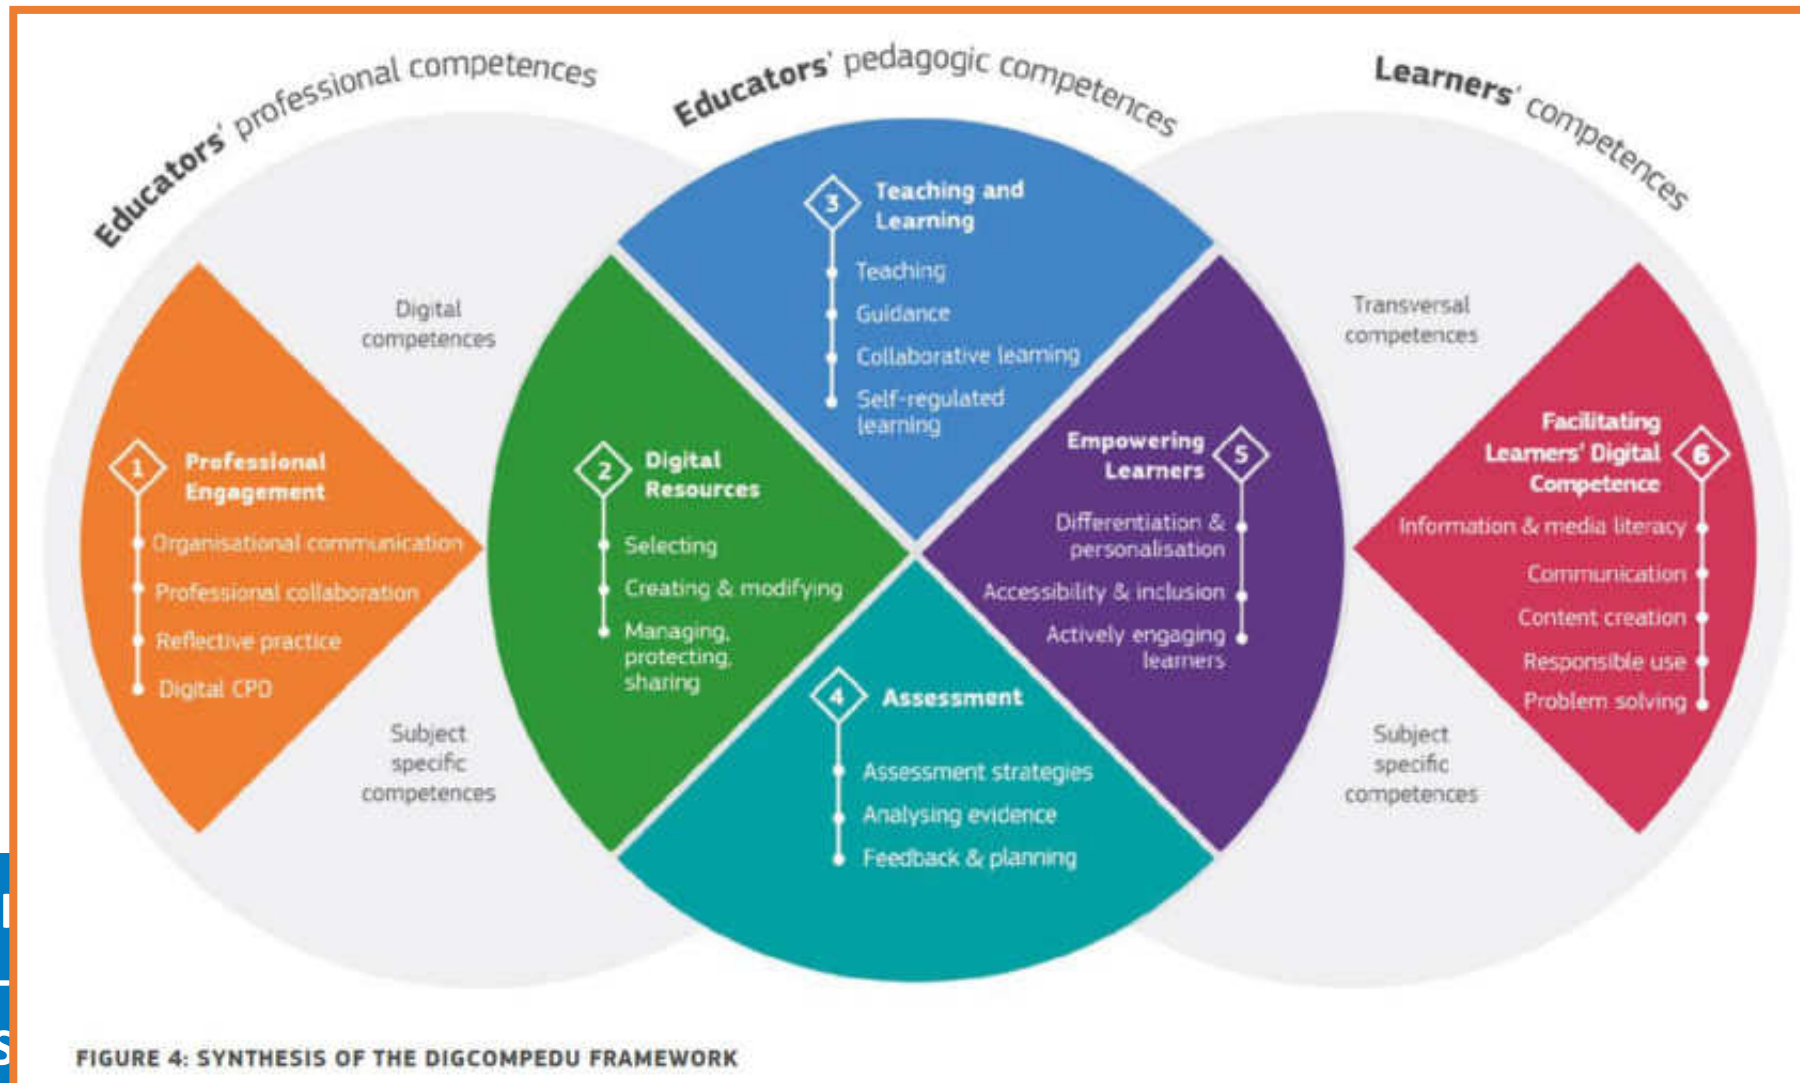 Educators' professional competences
Educators' pedagogic competences
Learners' competences
Digital
competences
Subject
specific
competences
1
Professional
Engagement
Organisational communication
Professional collaboration
Reflective practice
Digital CPD
2
Digital
Resources
Selecting
Creating & modifying
Managing,
protecting,
sharing
3
Teaching and
Learning
Teaching
Guidance
Collaborative learning
Self-regulated
learning
4
Assessment
Assessment strategies
Analysing evidence
Feedback & planning
5
Empowering
Learners
Differentiation &
personalisation
Accessibility & inclusion
Actively engaging
learners
Transversal
competences
Subject
specific
competences
6
Facilitating
Learners' Digital
Competence
Information & media literacy
Communication
Content creation
Responsible use
Problem solving
FIGURE 4: SYNTHESIS OF THE DIGCOMPEDU FRAMEWORK